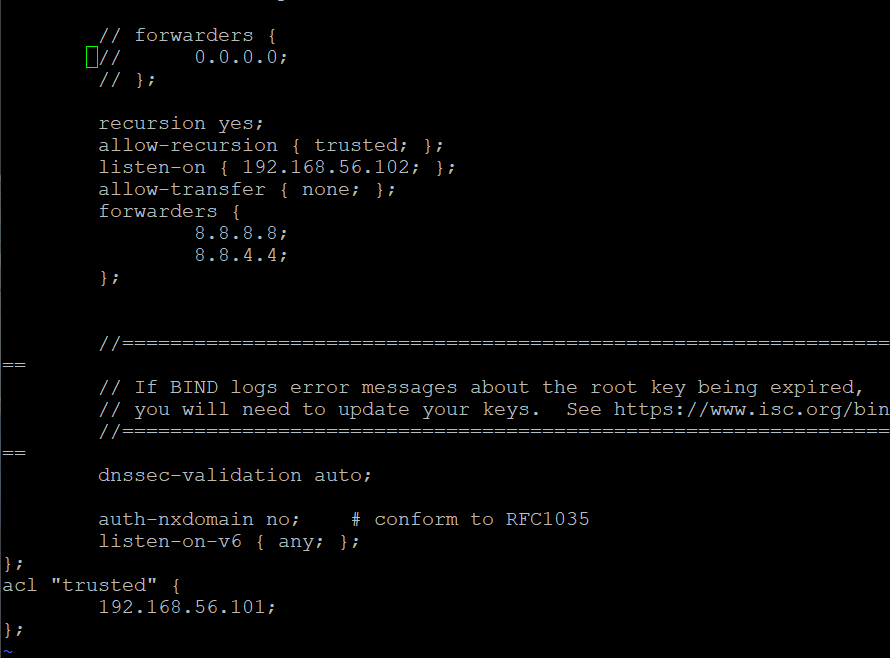 // forwarders {
//      0.0.0.0;
// };
recursion yes;
allow-recursion { trusted; };
listen-on { 192.168.56.102; };
allow-transfer { none; };
forwarders {
8.8.8.8;
8.8.4.4;
};
//================================================================
==
// If BIND logs error messages about the root key being expired,
// you will need to update your keys.  See https://www.isc.org/bin
//================================================================
==
dnssec-validation auto;
auth-nxdomain no;    # conform to RFC1035
listen-on-v6 { any; };
};
acl "trusted" {
192.168.56.101;
};
~